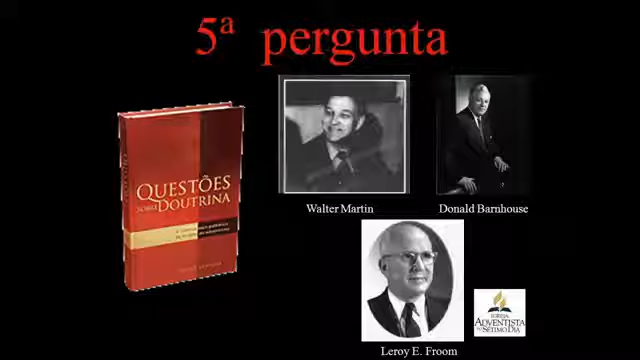 5ª pergunta
QUESTÕES
SOBRE DOUTRINA
Walter Martin
Donald Barnhouse
IGREJA
ADVENTISTA
DO SÉTIMO DIA
Leroy E. Froom